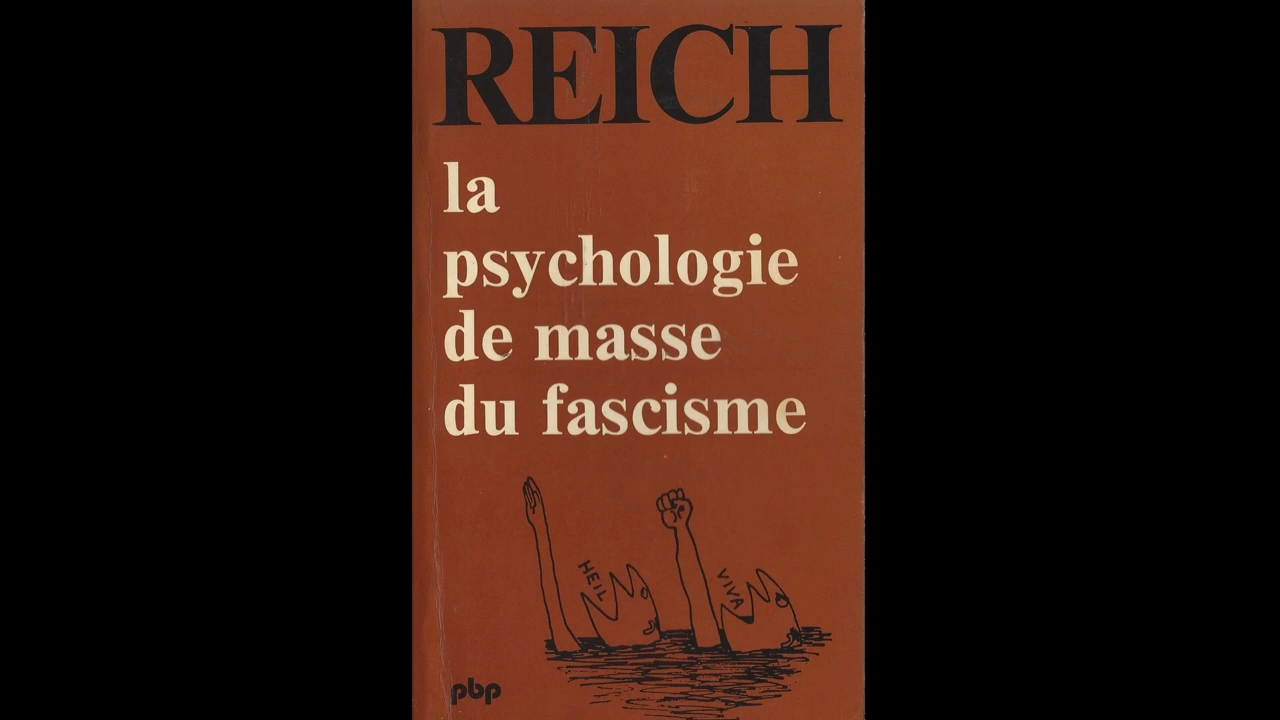 REICH
la
psychologie
de masse
du fascisme
HEIL
VIVA
pbp